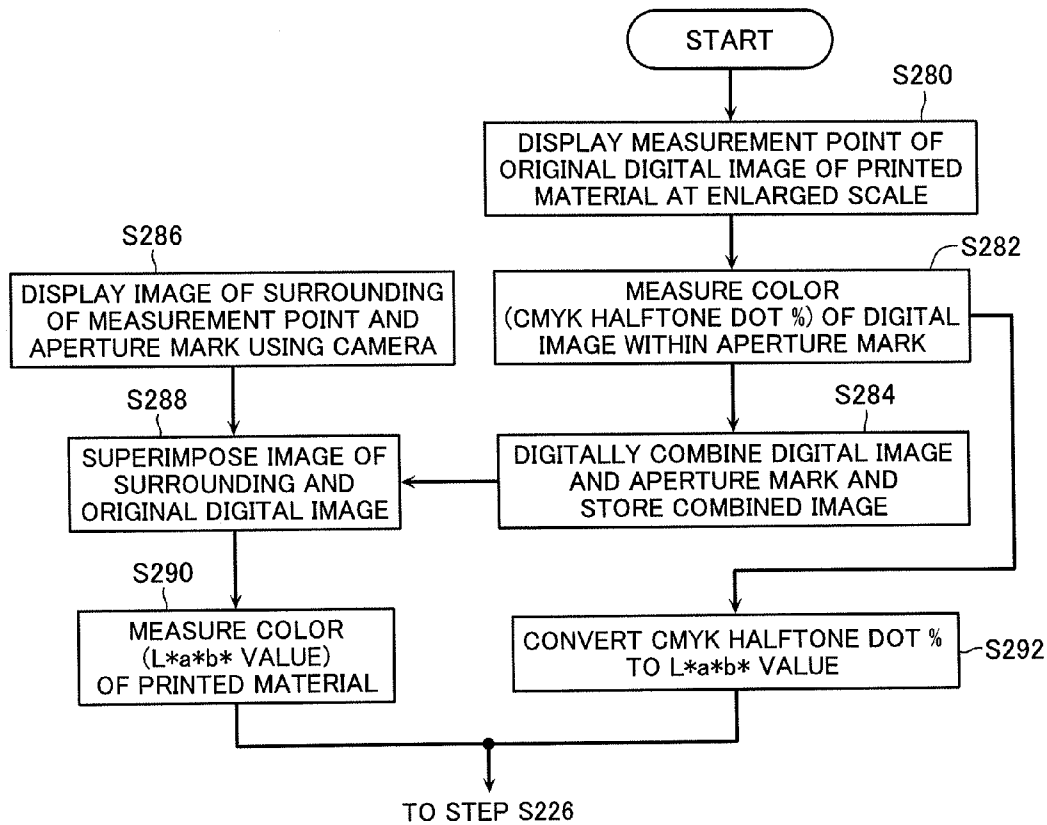 START
S280
DISPLAY MEASUREMENT POINT OF
ORIGINAL DIGITAL IMAGE OF PRINTED
MATERIAL AT ENLARGED SCALE
S286
DISPLAY IMAGE OF SURROUNDING
OF MEASUREMENT POINT AND
APERTURE MARK USING CAMERA
S282
MEASURE COLOR
(CMYK HALFTONE DOT %) OF DIGITAL
IMAGE WITHIN APERTURE MARK
S288
SUPERIMPOSE IMAGE OF
SURROUNDING AND
ORIGINAL DIGITAL IMAGE
S284
DIGITALLY COMBINE DIGITAL IMAGE
AND APERTURE MARK AND
STORE COMBINED IMAGE
S290
MEASURE COLOR
(L*a*b* VALUE)
OF PRINTED MATERIAL
CONVERT CMYK HALFTONE DOT %
TO L*a*b* VALUE
S292
TO STEP S226